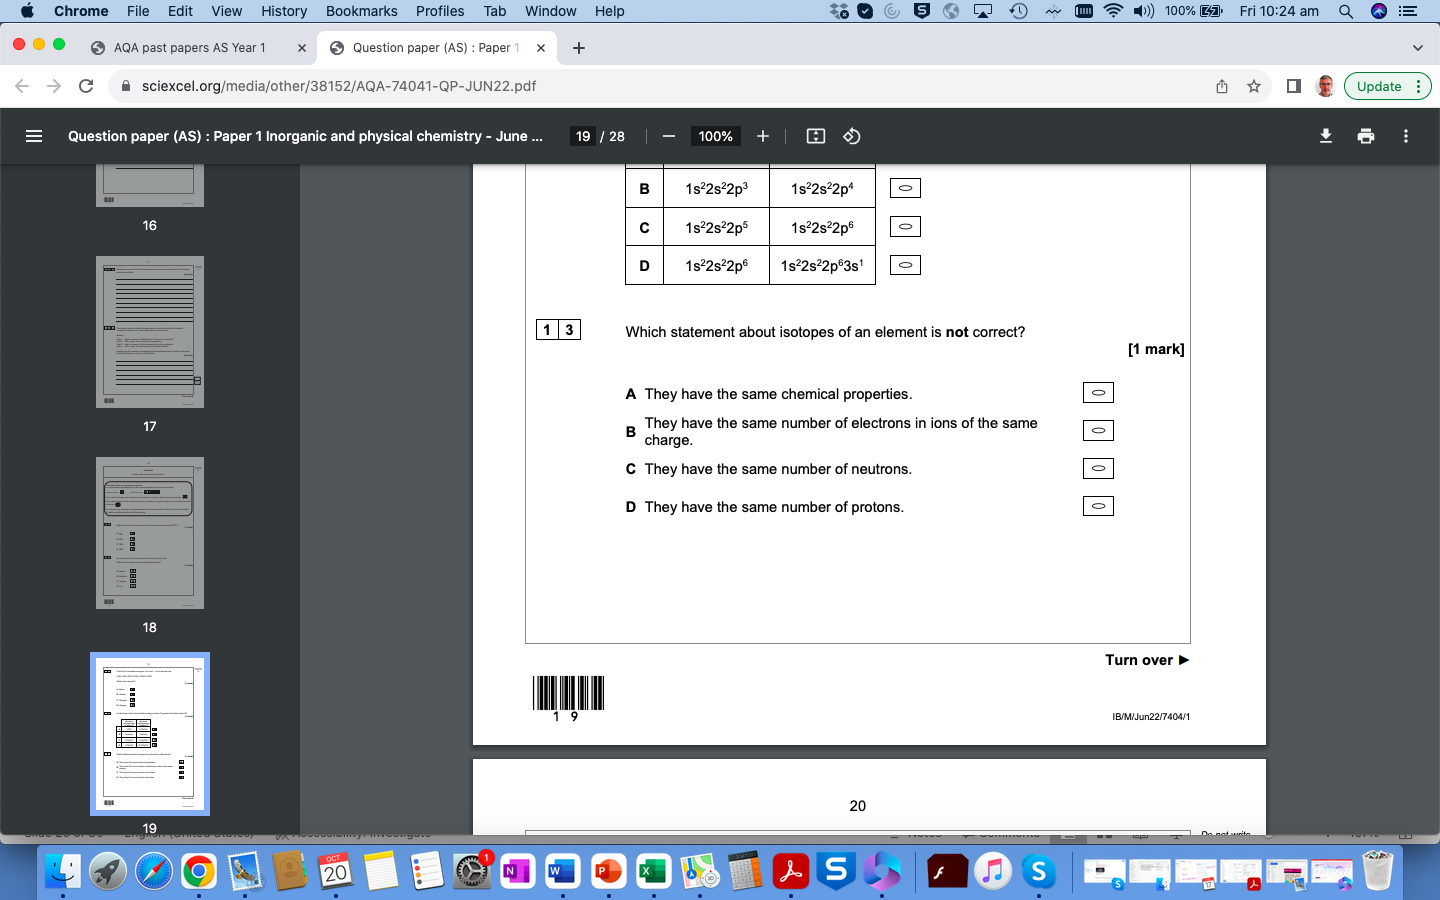 Chrome File Edit View History Bookmarks Profiles Tab Window Help 100% Fri 10:24 am
AQA past papers AS Year 1
Question paper (AS) : Paper 1
sciexcel.org/media/other/38152/AQA-74041-QP-JUN22.pdf
Update
Question paper (AS) : Paper 1 Inorganic and physical chemistry - June ... 19 / 28 100%
16
17
18
19
B 1s²2s²2p³ 1s²2s²2p⁴
C 1s²2s²2p⁵ 1s²2s²2p⁶
D 1s²2s²2p⁶ 1s²2s²2p⁶3s¹
1 3 Which statement about isotopes of an element is not correct?
[1 mark]
A They have the same chemical properties.
B They have the same number of electrons in ions of the same
charge.
C They have the same number of neutrons.
D They have the same number of protons.
Turn over
1 9
IB/M/Jun22/7404/1
20
Do not write
OCT
20
1